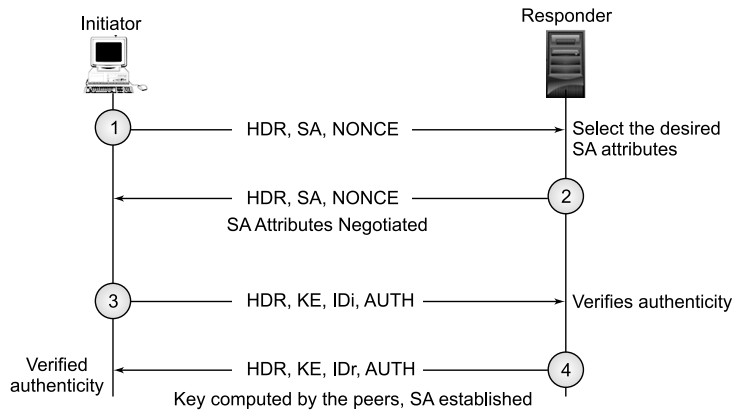 Initiator
Responder
1
HDR, SA, NONCE
Select the desired
SA attributes
HDR, SA, NONCE
2
SA Attributes Negotiated
3
HDR, KE, IDi, AUTH
Verifies authenticity
Verified
authenticity
HDR, KE, IDr, AUTH
4
Key computed by the peers, SA established